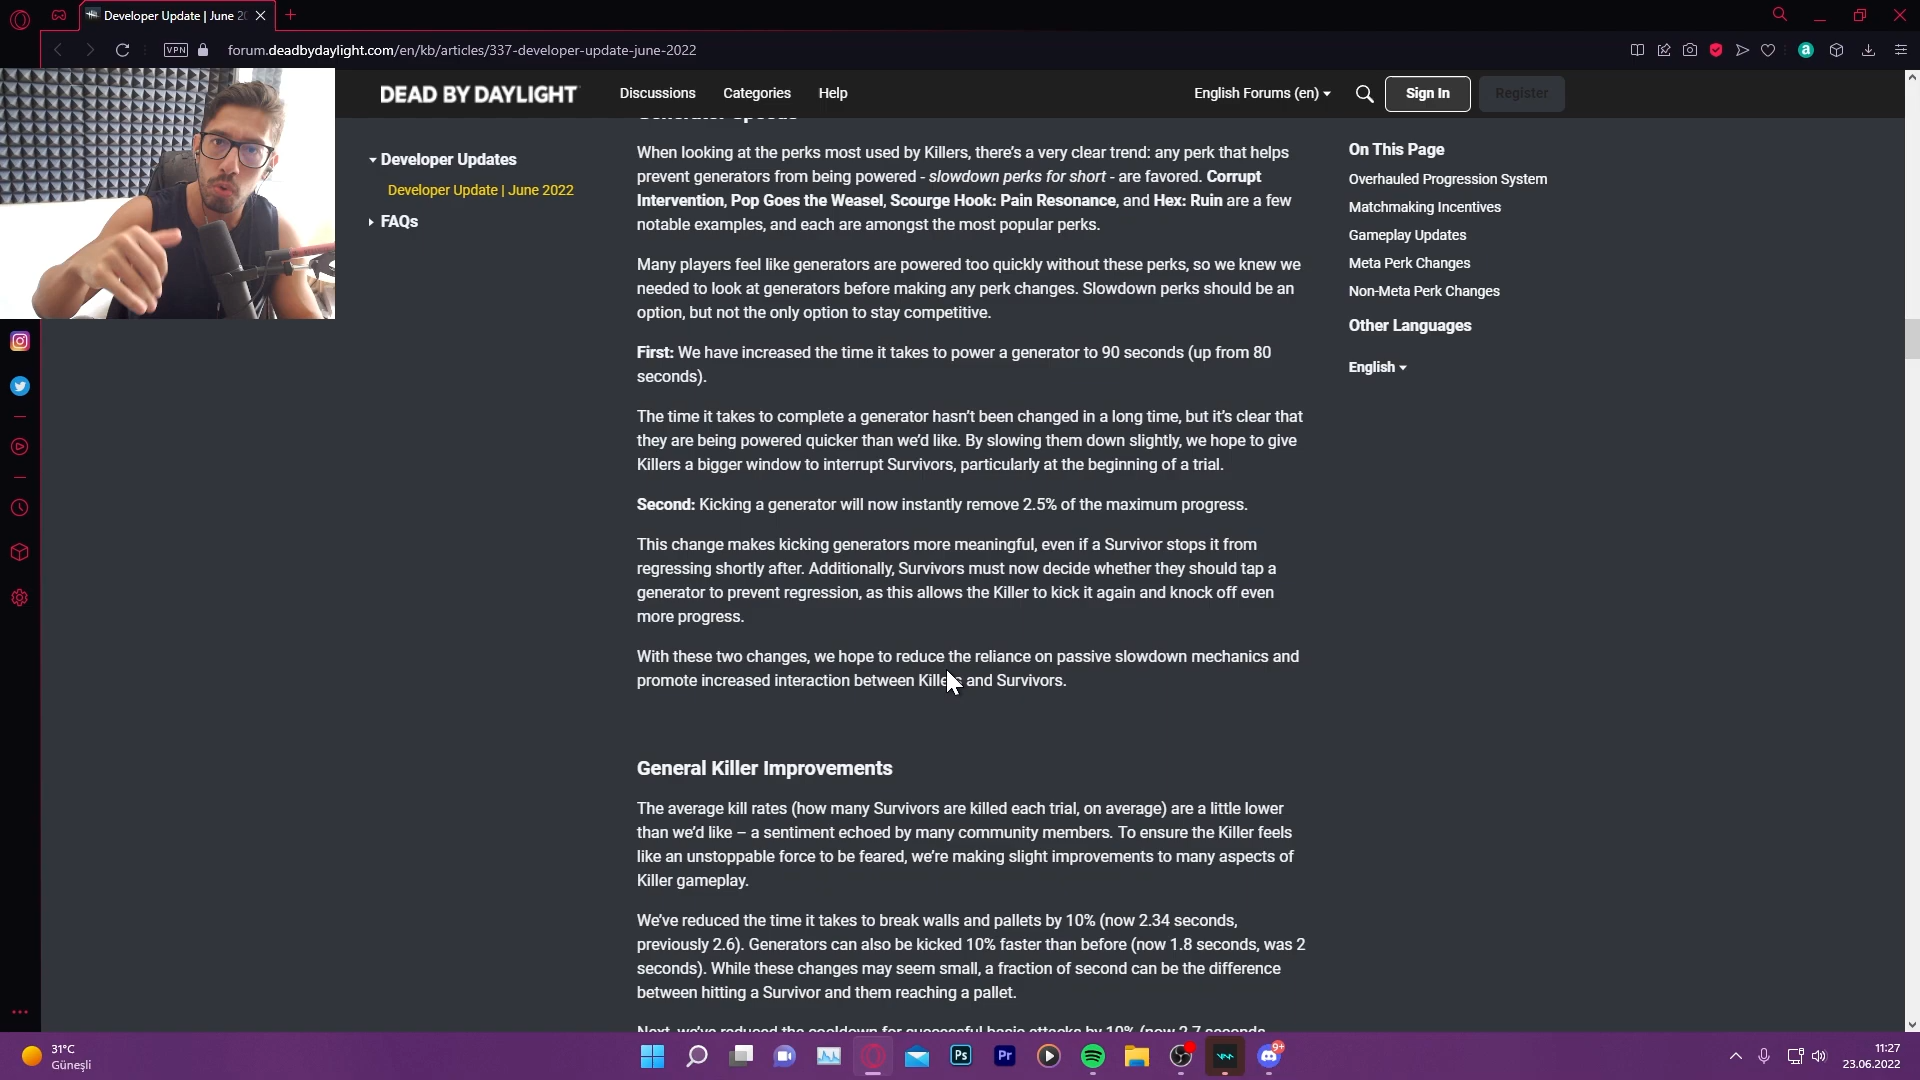 Developer Update | June 20
forum.deadbydaylight.com/en/kb/articles/337-developer-update-june-2022
VPN
a
DEAD BY DAYLIGHT
Discussions
Categories
Help
English Forums (en)
Sign In
Register
Developer Updates
Developer Update | June 2022
FAQs
Generator Speeds
When looking at the perks most used by Killers, there's a very clear trend: any perk that helps
prevent generators from being powered - slowdown perks for short - are favored. Corrupt
Intervention, Pop Goes the Weasel, Scourge Hook: Pain Resonance, and Hex: Ruin are a few
notable examples, and each are amongst the most popular perks.
Many players feel like generators are powered too quickly without these perks, so we knew we
needed to look at generators before making any perk changes. Slowdown perks should be an
option, but not the only option to stay competitive.
First: We have increased the time it takes to power a generator to 90 seconds (up from 80
seconds).
The time it takes to complete a generator hasn't been changed in a long time, but it's clear that
they are being powered quicker than we'd like. By slowing them down slightly, we hope to give
Killers a bigger window to interrupt Survivors, particularly at the beginning of a trial.
Second: Kicking a generator will now instantly remove 2.5% of the maximum progress.
This change makes kicking generators more meaningful, even if a Survivor stops it from
regressing shortly after. Additionally, Survivors must now decide whether they should tap a
generator to prevent regression, as this allows the Killer to kick it again and knock off even
more progress.
With these two changes, we hope to reduce the reliance on passive slowdown mechanics and
promote increased interaction between Killers and Survivors.
General Killer Improvements
The average kill rates (how many Survivors are killed each trial, on average) are a little lower
than we'd like – a sentiment echoed by many community members. To ensure the Killer feels
like an unstoppable force to be feared, we're making slight improvements to many aspects of
Killer gameplay.
We've reduced the time it takes to break walls and pallets by 10% (now 2.34 seconds,
previously 2.6). Generators can also be kicked 10% faster than before (now 1.8 seconds, was 2
seconds). While these changes may seem small, a fraction of second can be the difference
between hitting a Survivor and them reaching a pallet.
Next, we've reduced the cooldown for successful basic attacks by 10% (now 2.7 seconds,
On This Page
Overhauled Progression System
Matchmaking Incentives
Gameplay Updates
Meta Perk Changes
Non-Meta Perk Changes
Other Languages
English
31°C
Güneşli
Ps
Pr
9+
11:27
23.06.2022